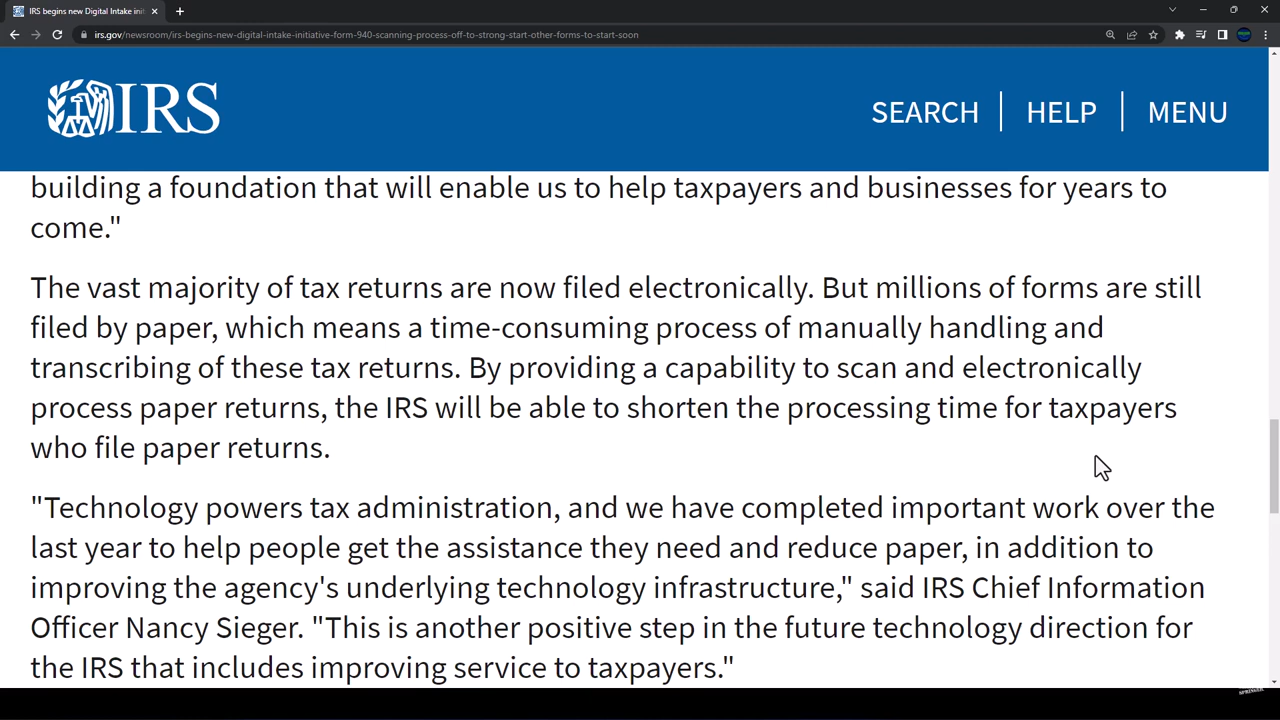 IRS begins new Digital Intake init
irs.gov/newsroom/irs-begins-new-digital-intake-initiative-form-940-scanning-process-off-to-strong-start-other-forms-to-start-soon
IRS
SEARCH | HELP | MENU
building a foundation that will enable us to help taxpayers and businesses for years to
come."
The vast majority of tax returns are now filed electronically. But millions of forms are still
filed by paper, which means a time-consuming process of manually handling and
transcribing of these tax returns. By providing a capability to scan and electronically
process paper returns, the IRS will be able to shorten the processing time for taxpayers
who file paper returns.
"Technology powers tax administration, and we have completed important work over the
last year to help people get the assistance they need and reduce paper, in addition to
improving the agency's underlying technology infrastructure," said IRS Chief Information
Officer Nancy Sieger. "This is another positive step in the future technology direction for
the IRS that includes improving service to taxpayers."